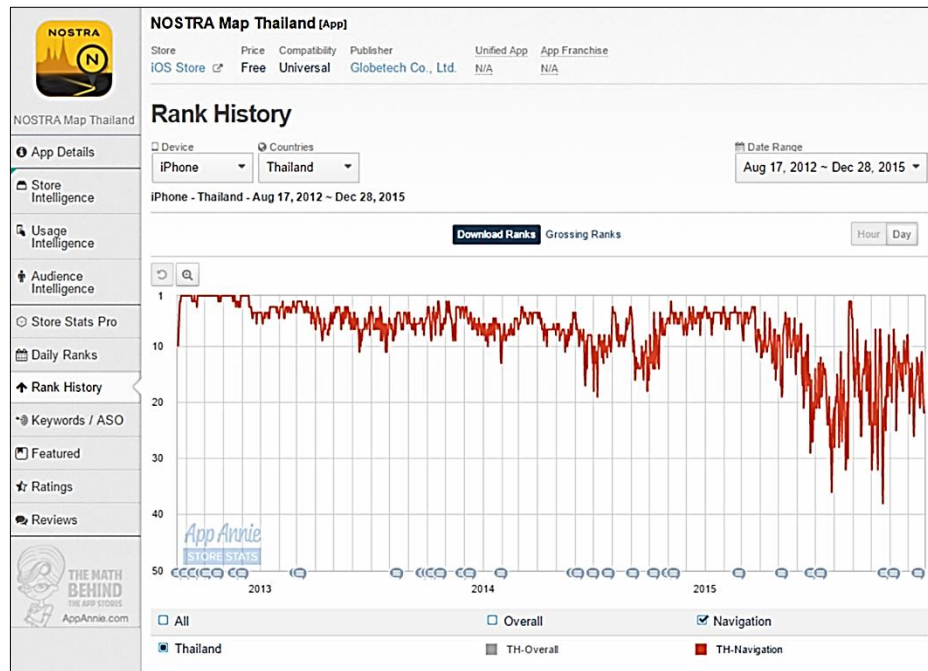 NOSTRA
N
NOSTRA Map Thailand
App Details
Store
Intelligence
Usage
Intelligence
Audience
Intelligence
Store Stats Pro
Daily Ranks
Rank History
Keywords / ASO
Featured
Ratings
Reviews
THE MATH
BEHIND
THE APP STORES
AppAnnie.com
NOSTRA Map Thailand [App]
Store Price Compatibility Publisher Unified App App Franchise
iOS Store Free Universal Globetech Co., Ltd. N/A N/A
Rank History
Device Countries Date Range
iPhone Thailand Aug 17, 2012 ~ Dec 28, 2015
iPhone - Thailand - Aug 17, 2012 ~ Dec 28, 2015
Download Ranks Grossing Ranks Hour Day
1
10
20
30
40
50
App Annie
STORE STATS
2013 2014 2015
All Overall Navigation
Thailand TH-Overall TH-Navigation